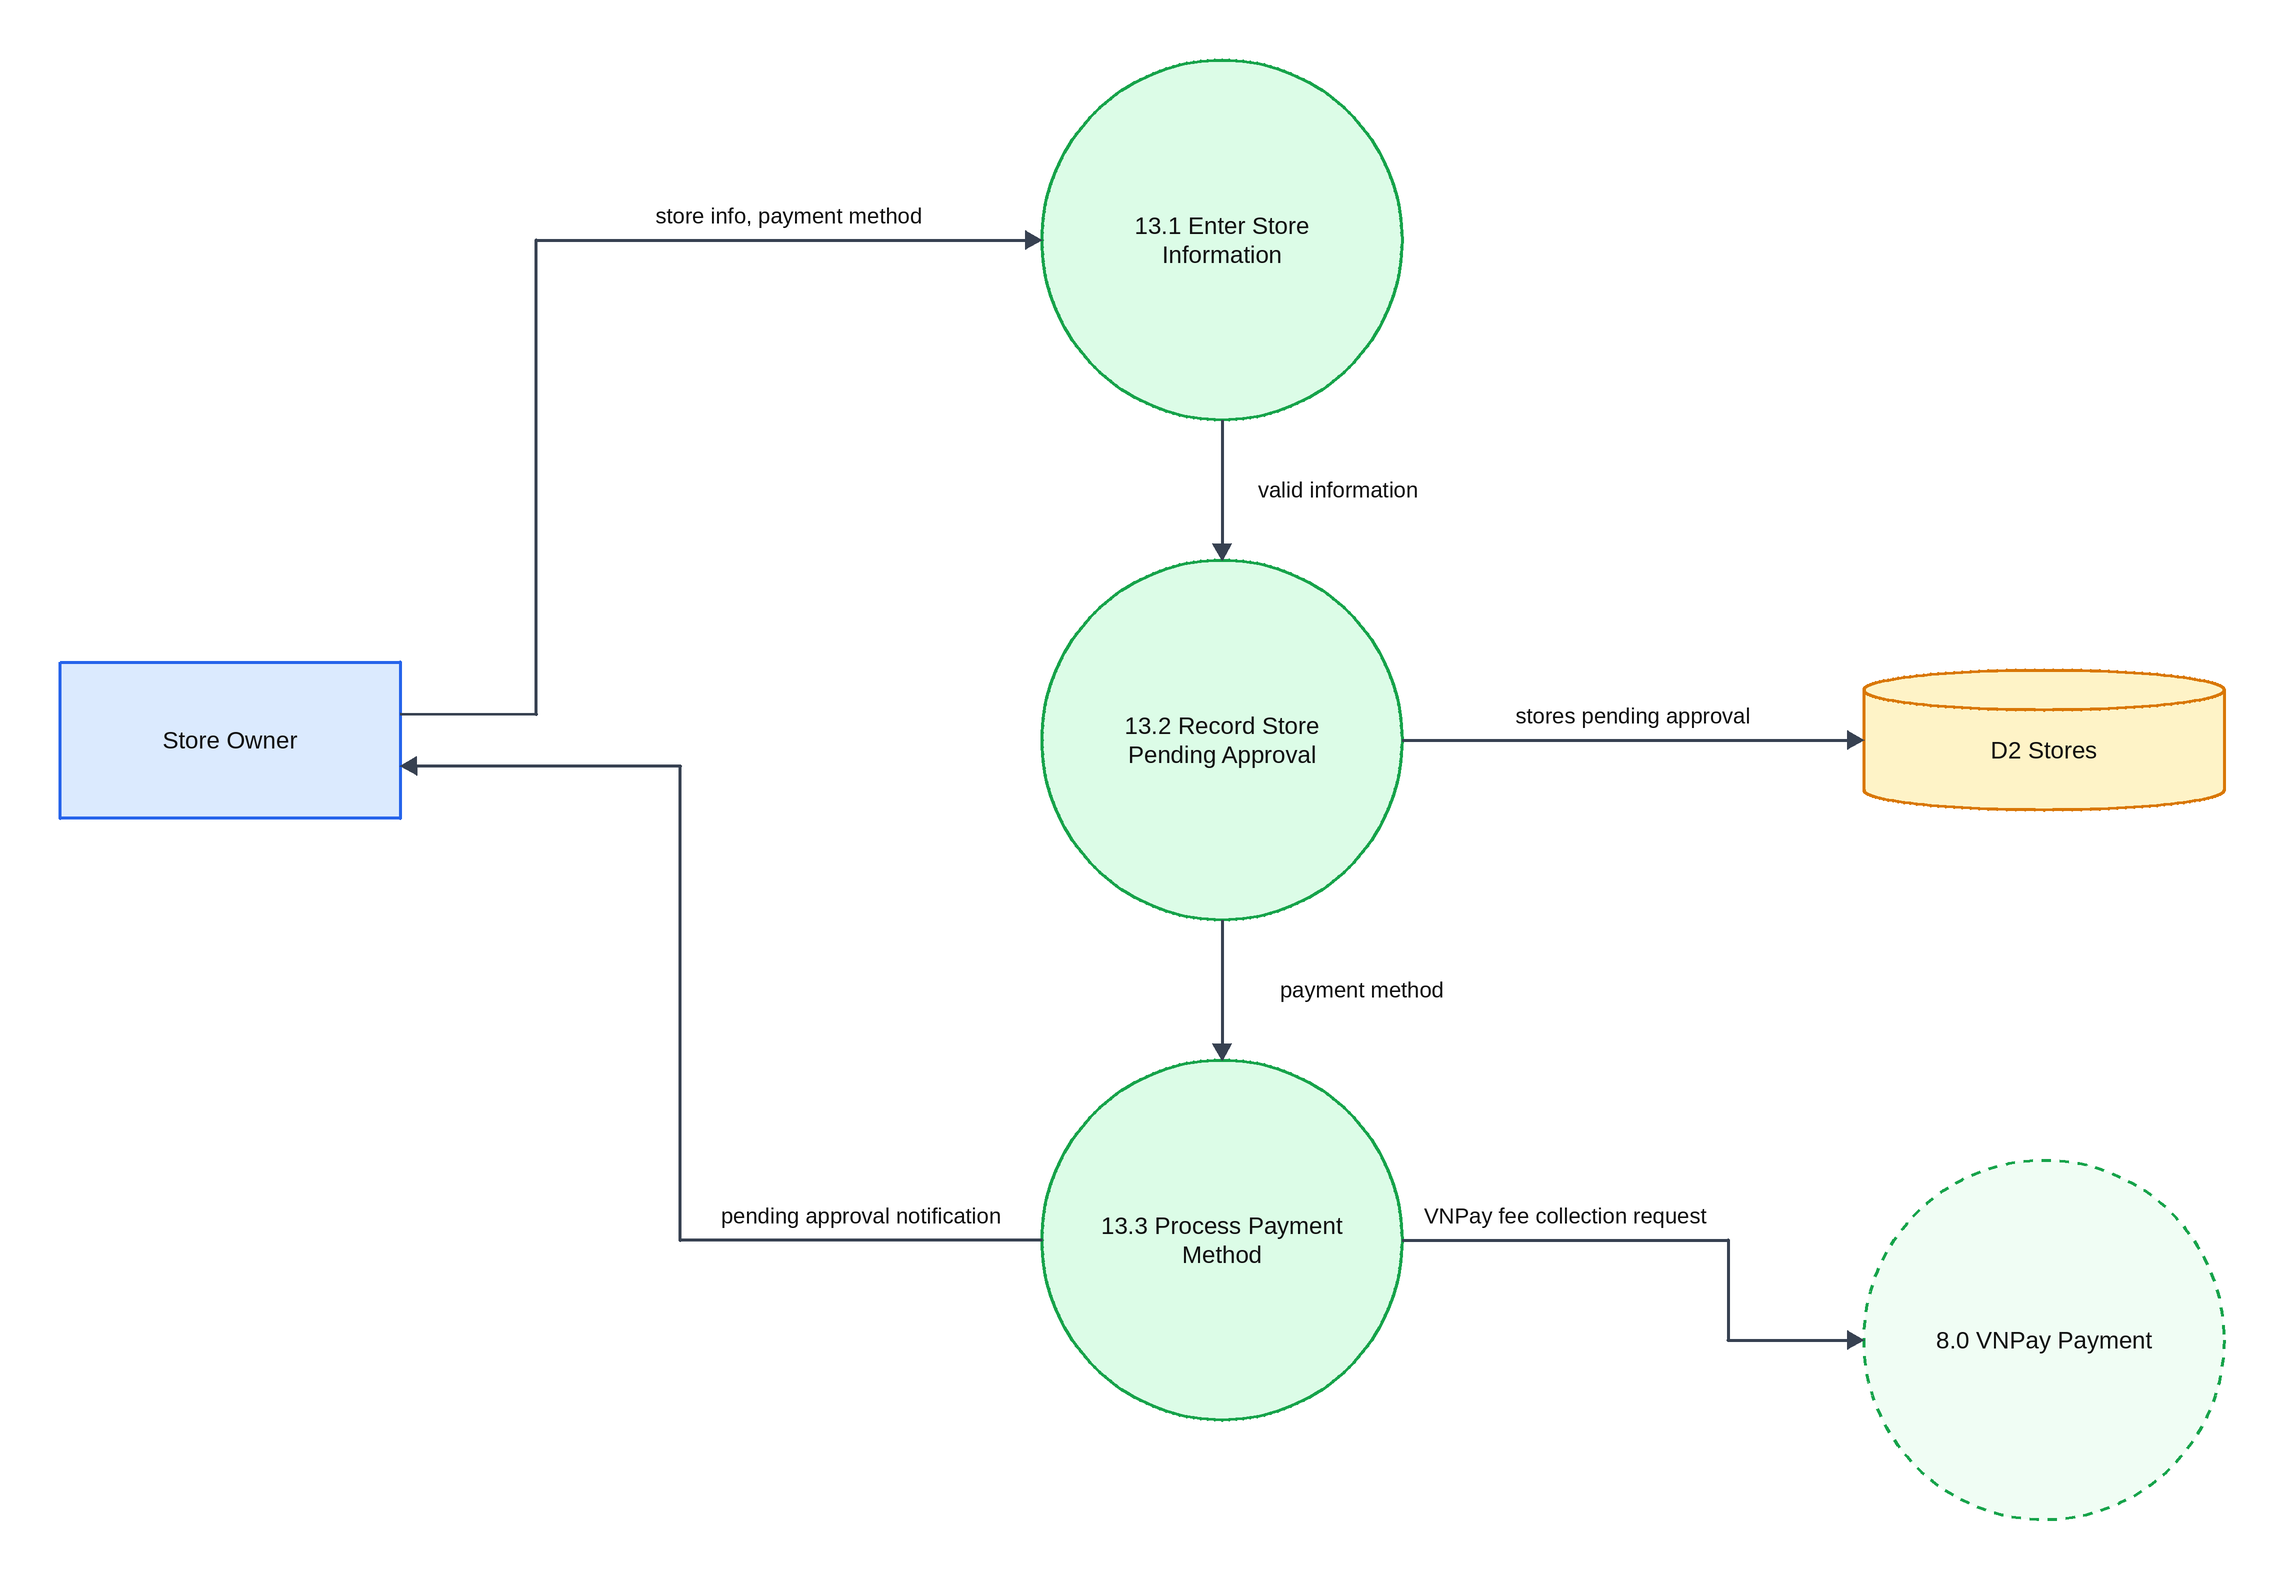 store info, payment method
13.1 Enter Store
Information
valid information
Store Owner
13.2 Record Store
Pending Approval
stores pending approval
D2 Stores
payment method
pending approval notification
13.3 Process Payment
Method
VNPay fee collection request
8.0 VNPay Payment